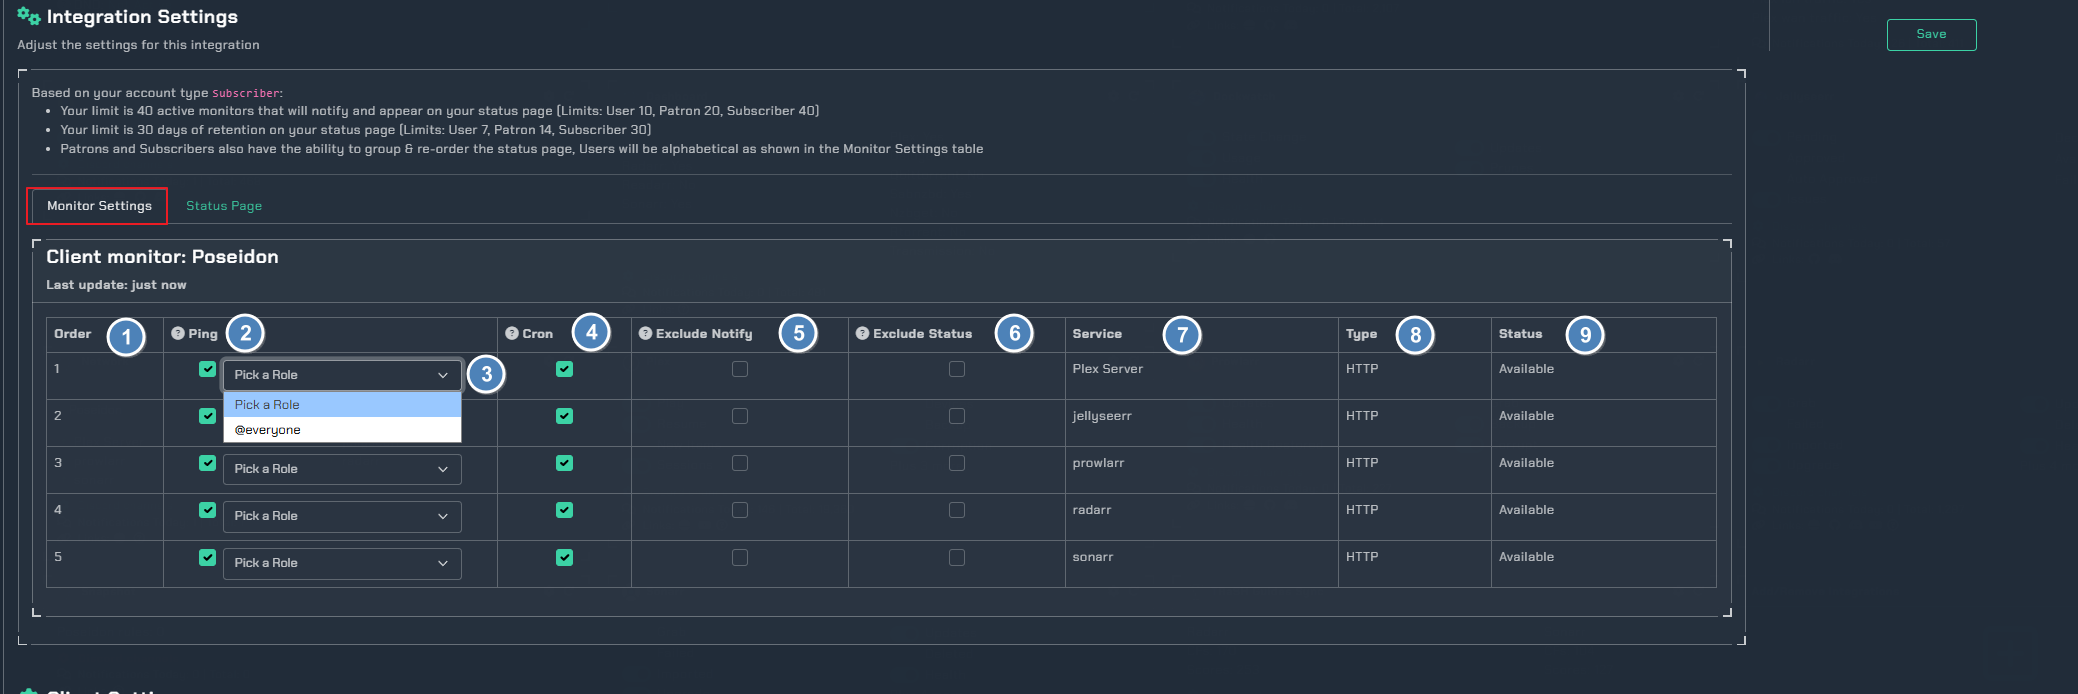 Integration Settings
Save
Adjust the settings for this integration
Based on your account type Subscriber:
• Your limit is 40 active monitors that will notify and appear on your status page (Limits: User 10, Patron 20, Subscriber 40)
• Your limit is 30 days of retention on your status page (Limits: User 7, Patron 14, Subscriber 30)
• Patrons and Subscribers also have the ability to group & re-order the status page, Users will be alphabetical as shown in the Monitor Settings table
Monitor Settings Status Page
Client monitor: Poseidon
Last update: just now
Order 1 ? Ping 2 ? Cron 4 ? Exclude Notify 5 ? Exclude Status 6 Service 7 Type 8 Status 9
1 Pick a Role 3 Plex Server HTTP Available
Pick a Role
2 jellyseerr HTTP Available
@everyone
3 Pick a Role prowlarr HTTP Available
4 Pick a Role radarr HTTP Available
5 Pick a Role sonarr HTTP Available